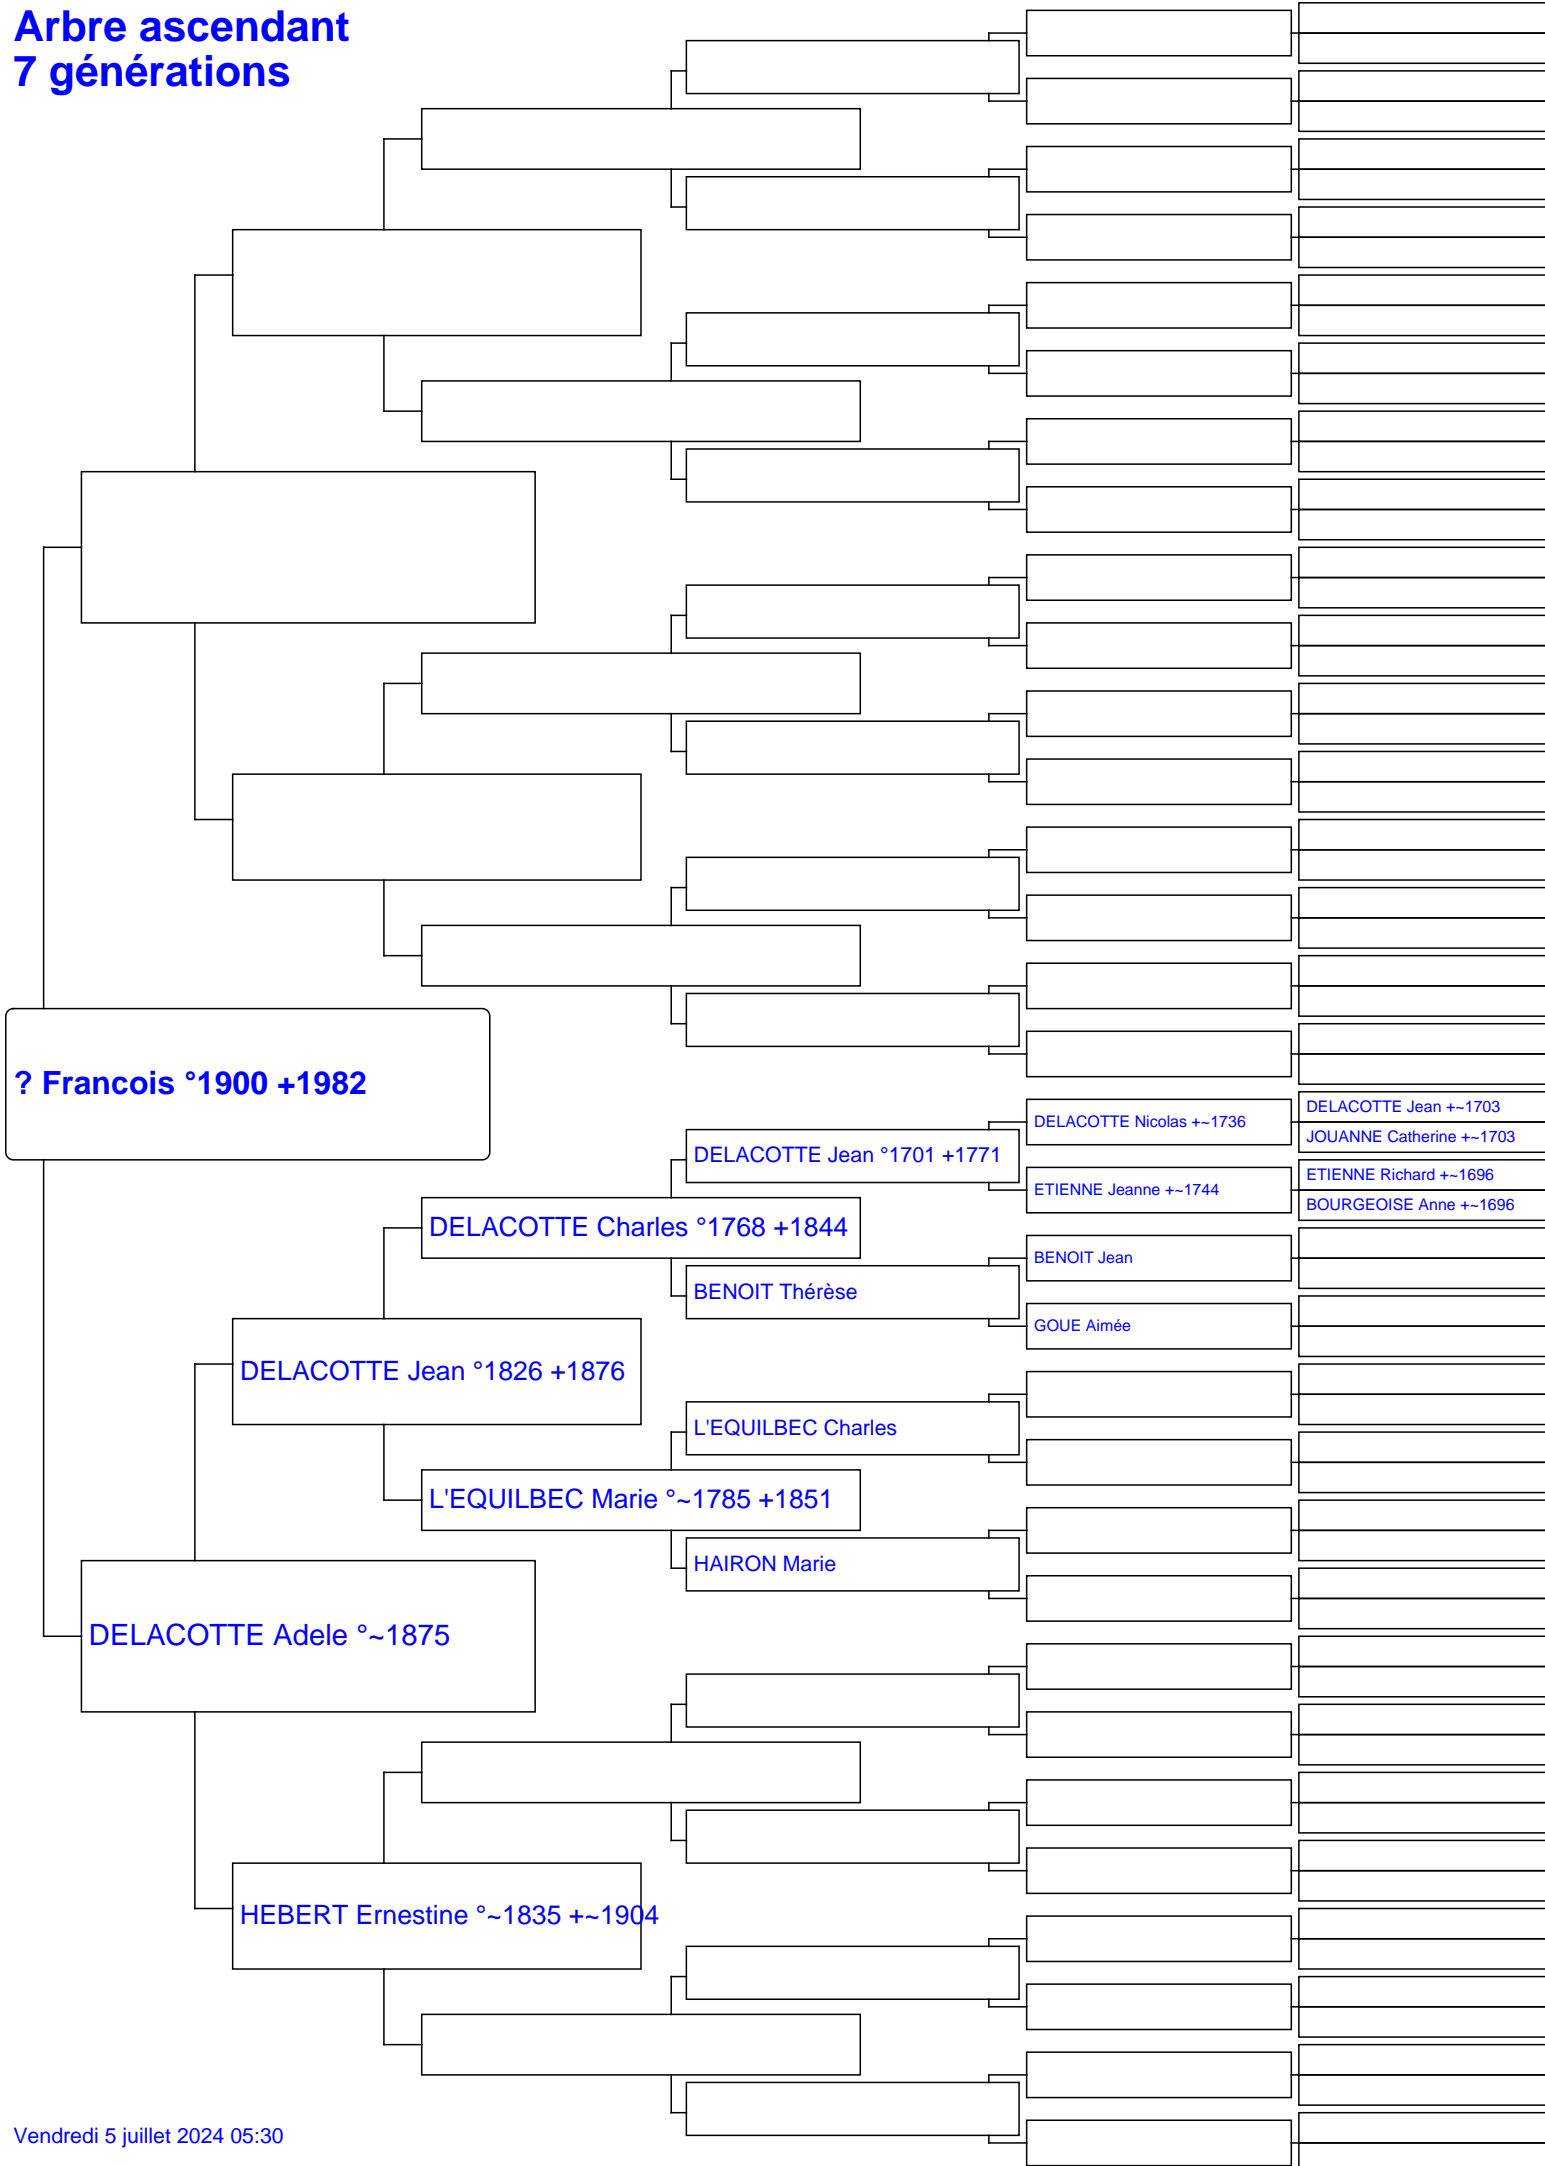 Arbre ascendant
7 générations
? Francois °1900 +1982
DELACOTTE Nicolas +~1736
DELACOTTE Jean +~1703
JOUANNE Catherine +~1703
DELACOTTE Jean °1701 +1771
ETIENNE Jeanne +~1744
ETIENNE Richard +~1696
BOURGEOISE Anne +~1696
DELACOTTE Charles °1768 +1844
BENOIT Jean
BENOIT Thérèse
GOUE Aimée
DELACOTTE Jean °1826 +1876
L'EQUILBEC Charles
L'EQUILBEC Marie °~1785 +1851
HAIRON Marie
DELACOTTE Adele °~1875
HEBERT Ernestine °~1835 +~1904
Vendredi 5 juillet 2024 05:30